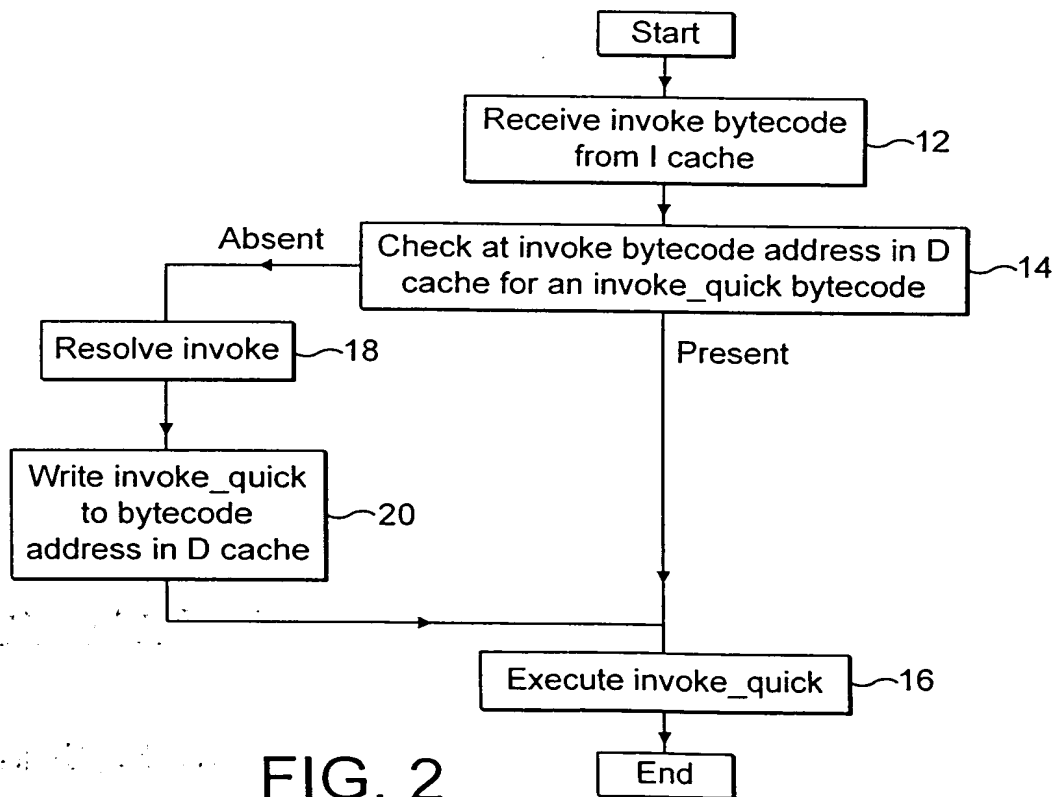 Start
Receive invoke bytecode
from I cache
12
Absent
Check at invoke bytecode address in D
cache for an invoke_quick bytecode
14
Resolve invoke
18
Present
Write invoke_quick
to bytecode
address in D cache
20
Execute invoke_quick
16
FIG. 2
End